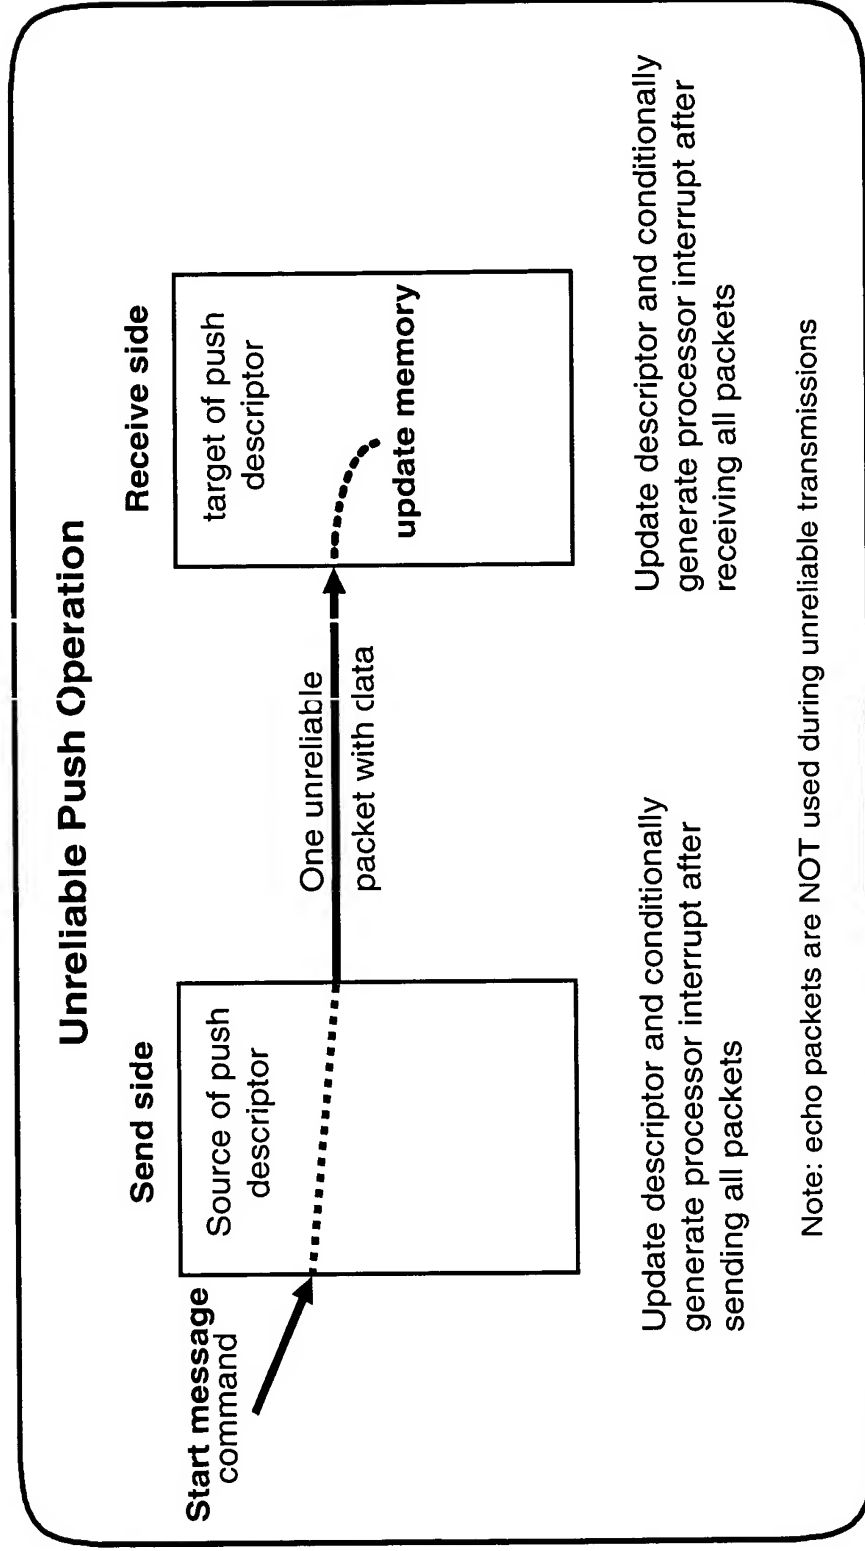 Unreliable Push Operation
Send side
Receive side
Start message
command
Source of push
descriptor
One unreliable
packet with data
target of push
descriptor
update memory
Update descriptor and conditionally
generate processor interrupt after
sending all packets
Update descriptor and conditionally
generate processor interrupt after
receiving all packets
Note: echo packets are NOT used during unreliable transmissions